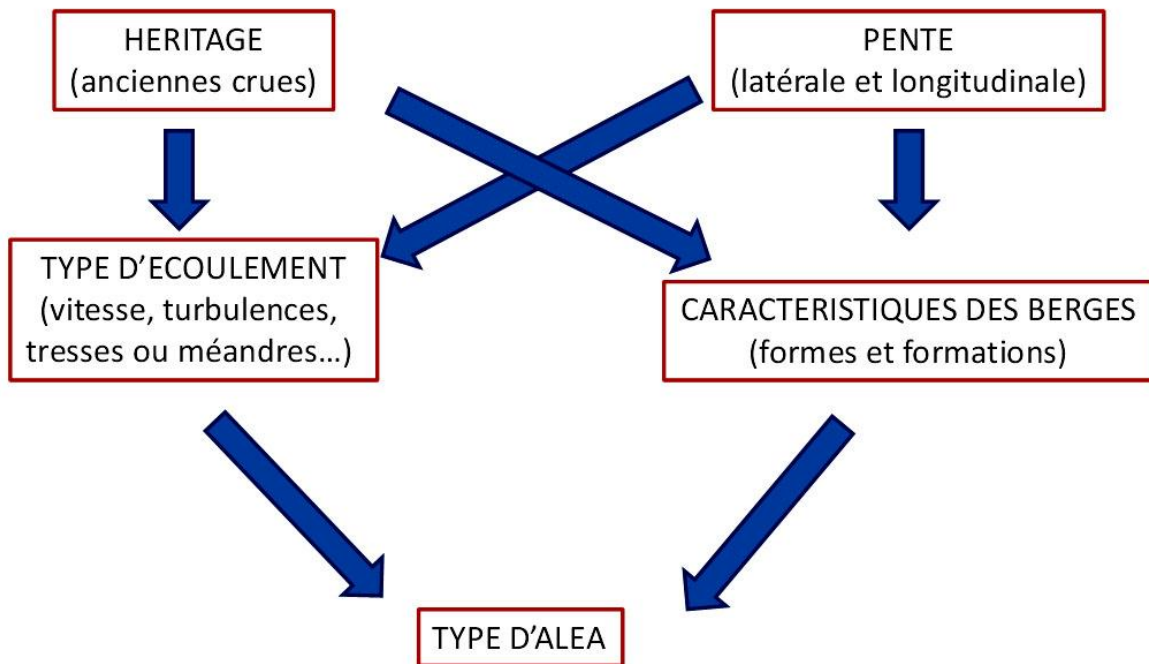 HERITAGE
(anciennes crues)
PENTE
(latérale et longitudinale)
TYPE D’ECOULEMENT
(vitesse, turbulences,
tresses ou méandres…)
CARACTERISTIQUES DES BERGES
(formes et formations)
TYPE D’ALEA